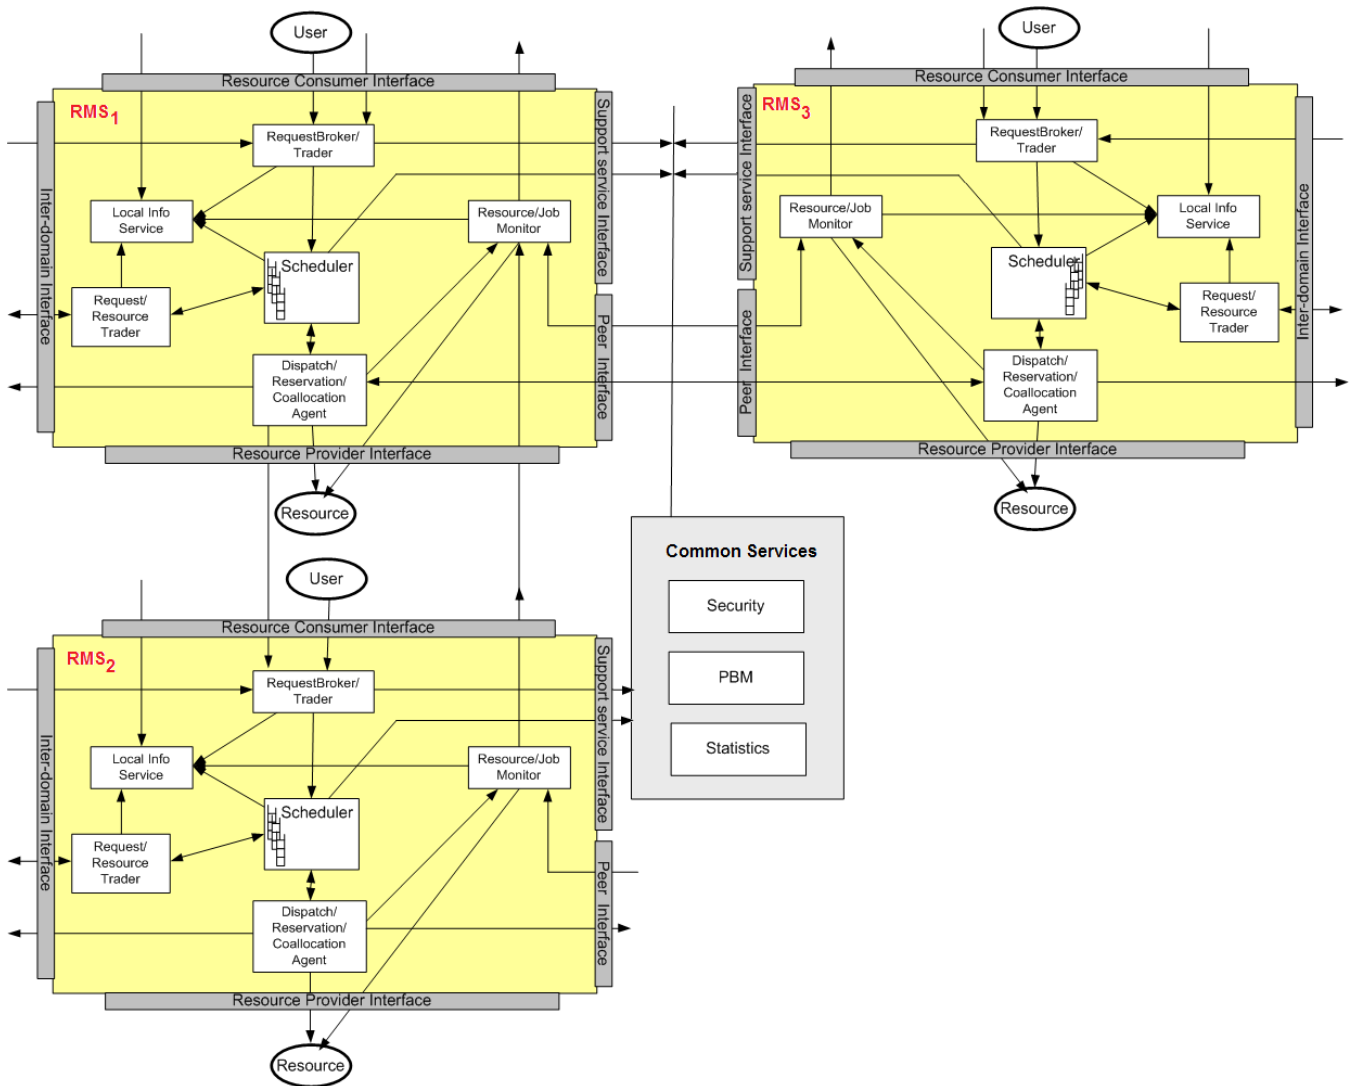 User
Resource Consumer Interface
RMS1
RequestBroker/
Trader
Local Info
Service
Resource/Job
Monitor
Scheduler
Request/
Resource
Trader
Dispatch/
Reservation/
Coallocation
Agent
Inter-domain Interface
Support service Interface
Peer Interface
Resource Provider Interface
Resource
User
Resource Consumer Interface
RMS3
RequestBroker/
Trader
Resource/Job
Monitor
Local Info
Service
Scheduler
Request/
Resource
Trader
Dispatch/
Reservation/
Coallocation
Agent
Support service Interface
Peer Interface
Inter-domain Interface
Resource Provider Interface
Resource
User
Resource Consumer Interface
RMS2
RequestBroker/
Trader
Local Info
Service
Resource/Job
Monitor
Scheduler
Request/
Resource
Trader
Dispatch/
Reservation/
Coallocation
Agent
Inter-domain Interface
Support service Interface
Peer Interface
Resource Provider Interface
Resource
Common Services
Security
PBM
Statistics